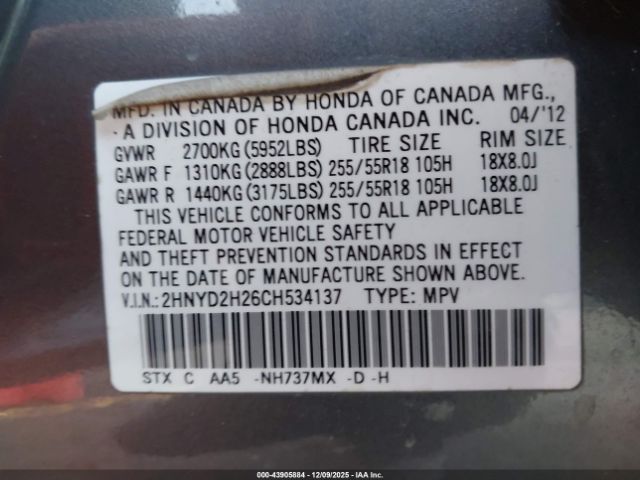 MFD. IN CANADA BY HONDA OF CANADA MFG.,
- A DIVISION OF HONDA CANADA INC. 04/'12
GVWR 2700KG (5952LBS) TIRE SIZE RIM SIZE
GAWR F 1310KG (2888LBS) 255/55R18 105H 18X8.0J
GAWR R 1440KG (3175LBS) 255/55R18 105H 18X8.0J
THIS VEHICLE CONFORMS TO ALL APPLICABLE
FEDERAL MOTOR VEHICLE SAFETY
AND THEFT PREVENTION STANDARDS IN EFFECT
ON THE DATE OF MANUFACTURE SHOWN ABOVE.
V.I.N.: 2HNYD2H26CH534137 TYPE: MPV
STX C AA5 -NH737MX -D -H
000-43905884 | 12/09/2025 | IAA Inc.